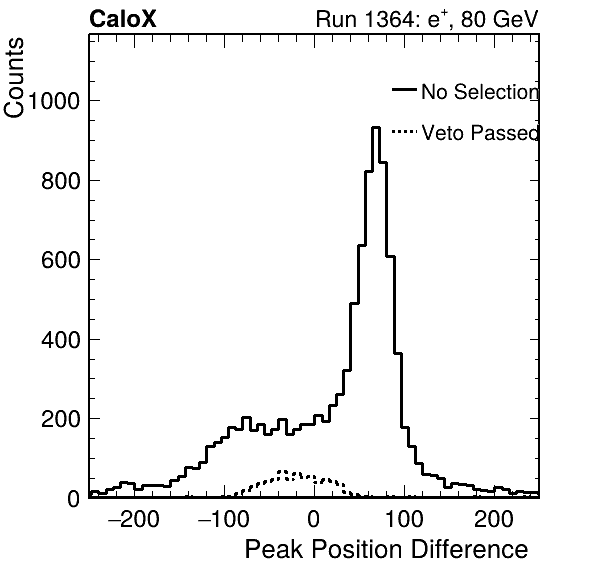 CaloX
Run 1364: e+, 80 GeV
Counts
No Selection
Veto Passed
1000
800
600
400
200
0
−200
−100
0
100
200
Peak Position Difference